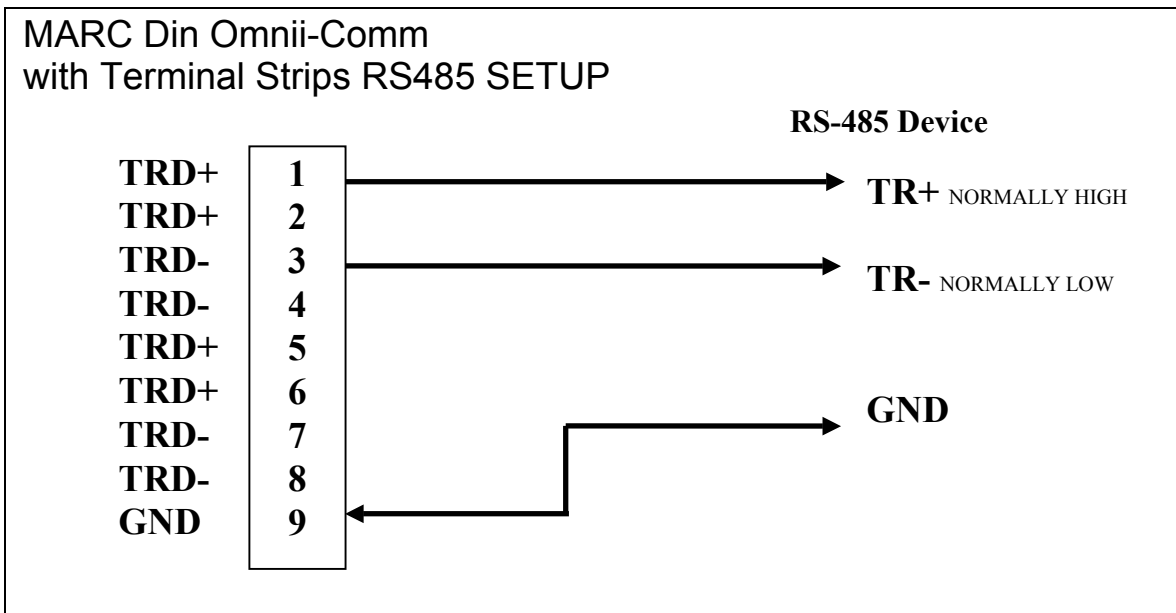 MARC Din Omnii-Comm
with Terminal Strips RS485 SETUP
RS-485 Device
TRD+ 1
TR+ NORMALLY HIGH
TRD+ 2
TRD- 3
TR- NORMALLY LOW
TRD- 4
TRD+ 5
TRD+ 6
GND
TRD- 7
TRD- 8
GND 9